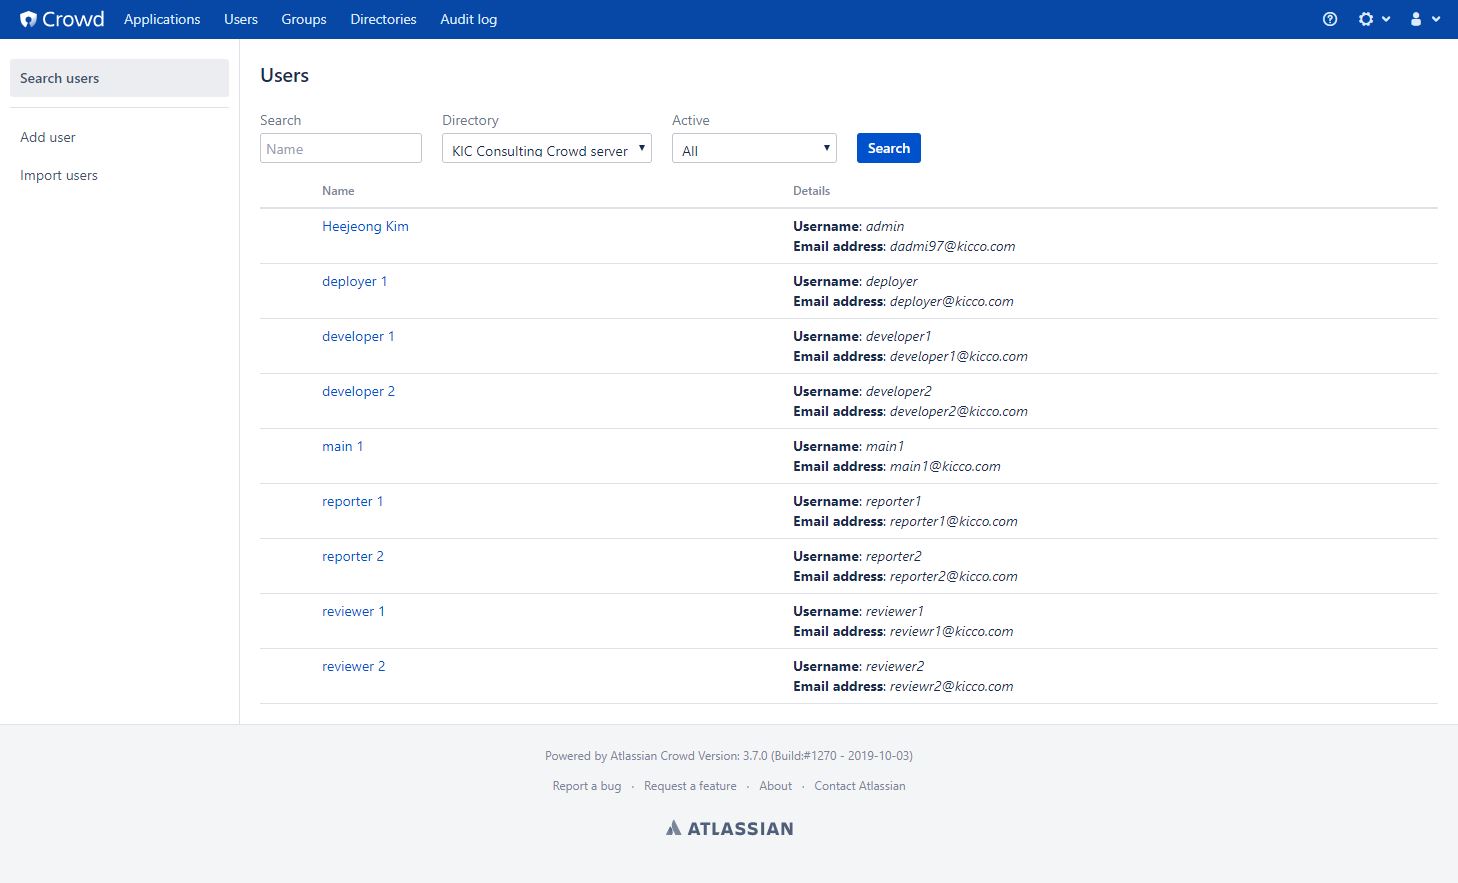 Crowd Applications Users Groups Directories Audit log
Search users
Add user
Import users
Users
Search Directory Active
Name KIC Consulting Crowd server All Search
Name Details
Heejeong Kim Username: admin
Email address: dadmi97@kicco.com
deployer 1 Username: deployer
Email address: deployer@kicco.com
developer 1 Username: developer1
Email address: developer1@kicco.com
developer 2 Username: developer2
Email address: developer2@kicco.com
main 1 Username: main1
Email address: main1@kicco.com
reporter 1 Username: reporter1
Email address: reporter1@kicco.com
reporter 2 Username: reporter2
Email address: reporter2@kicco.com
reviewer 1 Username: reviewer1
Email address: reviewr1@kicco.com
reviewer 2 Username: reviewer2
Email address: reviewr2@kicco.com
Powered by Atlassian Crowd Version: 3.7.0 (Build:#1270 - 2019-10-03)
Report a bug · Request a feature · About · Contact Atlassian
ATLASSIAN